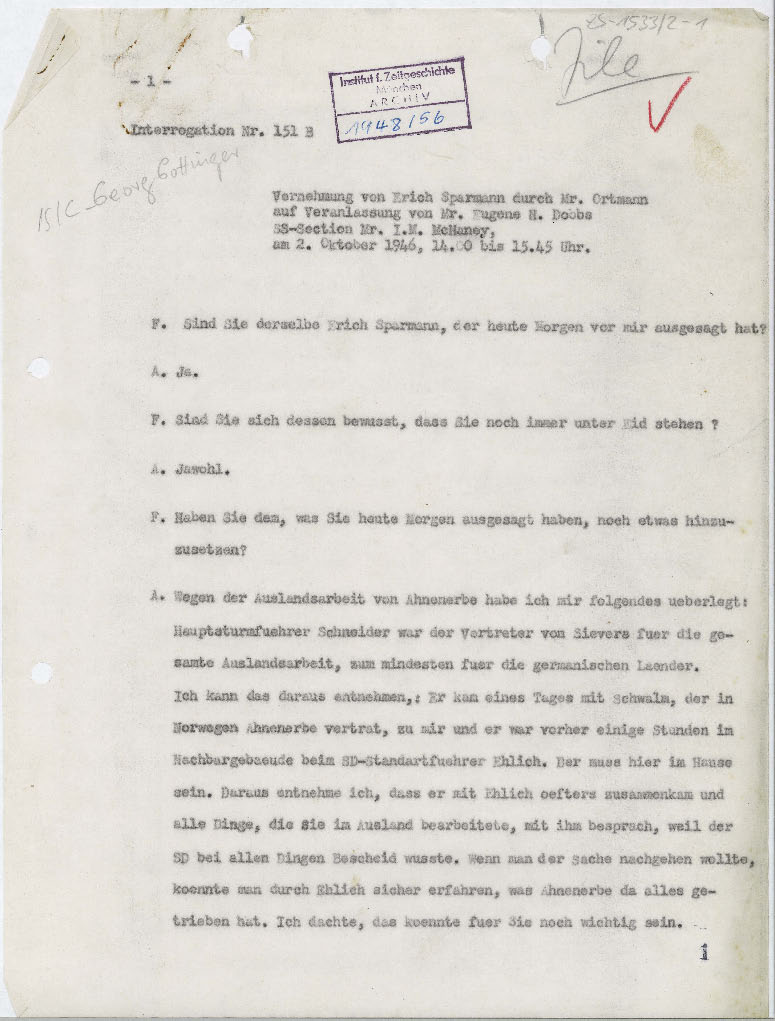 ZS-1533/2-1
File
- 1 -
Institut f. Zeitgeschichte
München
ARCHIV
1948/56
Interrogation Nr. 151 B
Vernehmung von Erich Sparmann durch Mr. Ortmann
auf Veranlassung von Mr. Eugene H. Dobbs
SS-Section Mr. I.M. McHaney,
am 2. Oktober 1946, 14.00 bis 15.45 Uhr.
F. Sind Sie derselbe Erich Sparmann, der heute Morgen vor mir ausgesagt hat?
A. Ja.
F. Sind Sie sich dessen bewusst, dass Sie noch immer unter Eid stehen ?
A. Jawohl.
F. Haben Sie dem, was Sie heute Morgen ausgesagt haben, noch etwas hinzu-
zusetzen?
A. Wegen der Auslandsarbeit von Ahnenerbe habe ich mir folgendes ueberlegt:
Hauptsturmfuehrer Schneider war der Vertreter von Sievers fuer die ge-
samte Auslandsarbeit, zum mindesten fuer die germanischen Laender.
Ich kann das daraus entnehmen,: Er kam eines Tages mit Schwalm, der in
Norwegen Ahnenerbe vertrat, zu mir und er war vorher einige Stunden im
Nachbargebaeude beim SD-Standartfuehrer Ehlich. Der muss hier im Hause
sein. Daraus entnehme ich, dass er mit Ehlich oefters zusammenkam und
alle Dinge, die sie im Ausland bearbeitete, mit ihm besprach, weil der
SD bei allen Dingen Bescheid wusste. Wenn man der Sache nachgehen wollte,
koennte man durch Ehlich sicher erfahren, was Ahnenerbe da alles ge-
trieben hat. Ich dachte, das koennte fuer Sie noch wichtig sein.
1